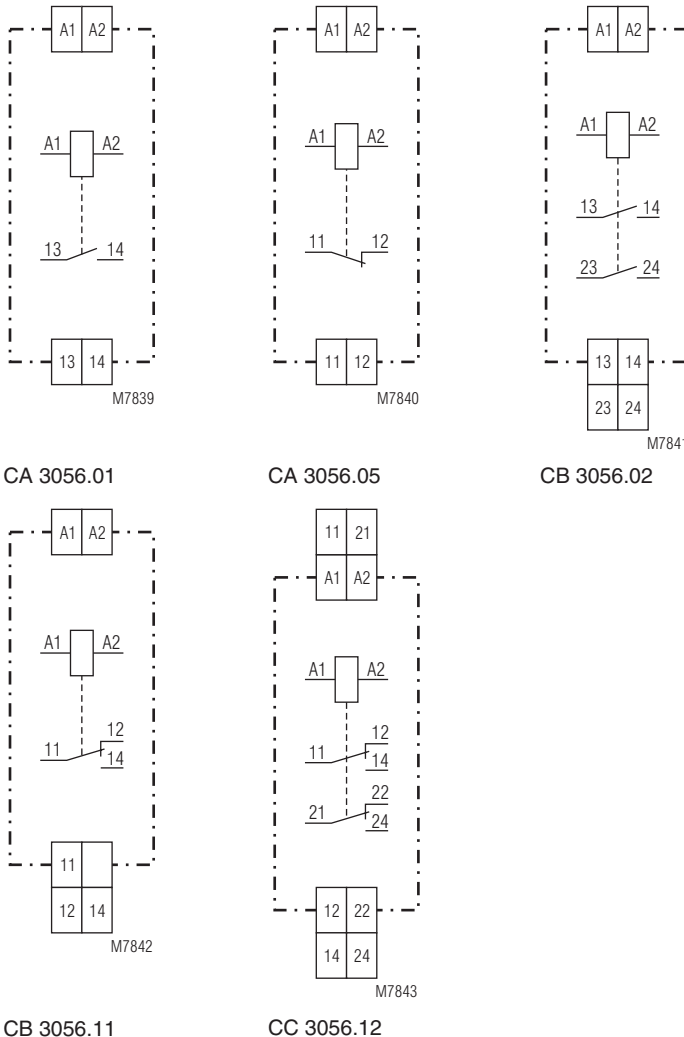 A1 A2
A1 A2
13 14
13 14
M7839
CA 3056.01
A1 A2
A1 A2
11 12
11 12
M7840
CA 3056.05
A1 A2
A1 A2
13 14
23 24
13 14
23 24
M7841
CB 3056.02
A1 A2
A1 A2
12
11 14
11
12 14
M7842
CB 3056.11
11 21
A1 A2
A1 A2
12
11 14
22
21 24
12 22
14 24
M7843
CC 3056.12